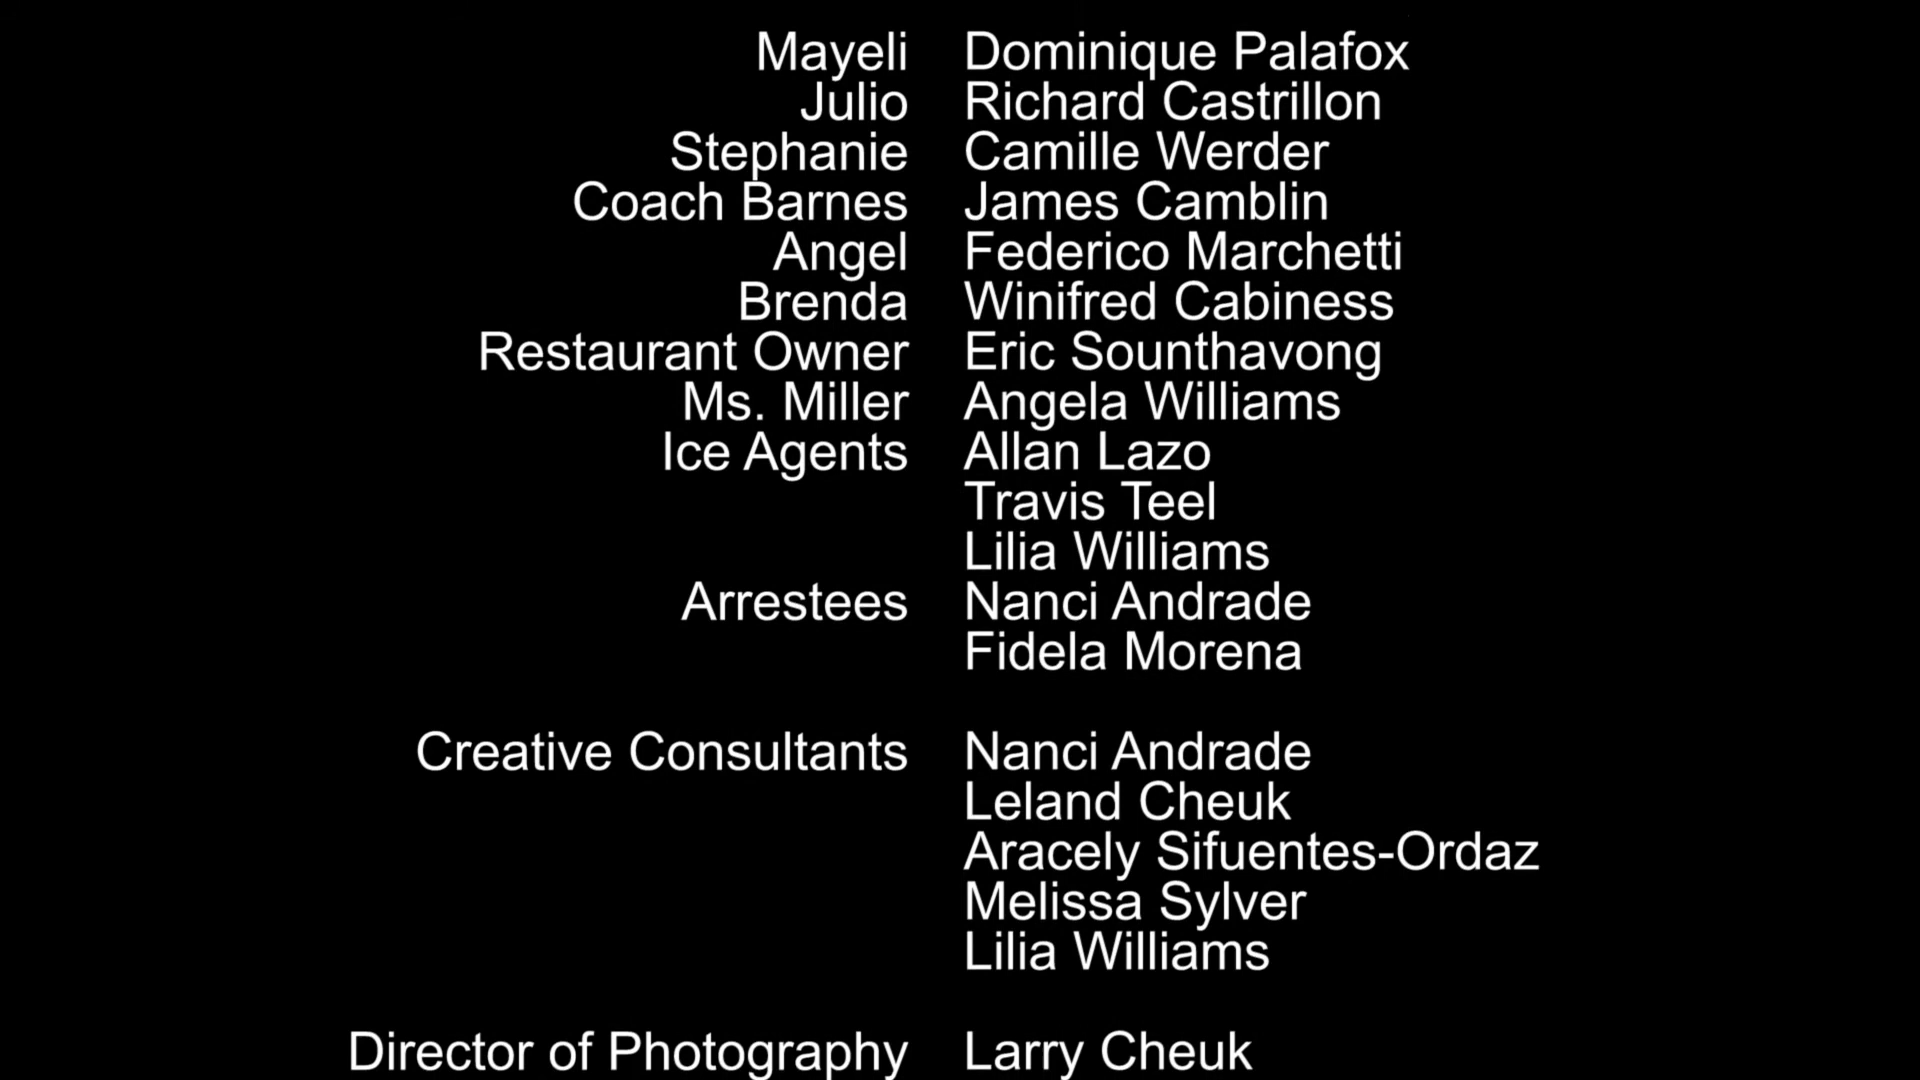 Mayeli Dominique Palafox
Julio Richard Castrillon
Stephanie Camille Werder
Coach Barnes James Camblin
Angel Federico Marchetti
Brenda Winifred Cabiness
Restaurant Owner Eric Sounthavong
Ms. Miller Angela Williams
Ice Agents Allan Lazo
Travis Teel
Lilia Williams
Arrestees Nanci Andrade
Fidela Morena
Creative Consultants Nanci Andrade
Leland Cheuk
Aracely Sifuentes-Ordaz
Melissa Sylver
Lilia Williams
Director of Photography Larry Cheuk